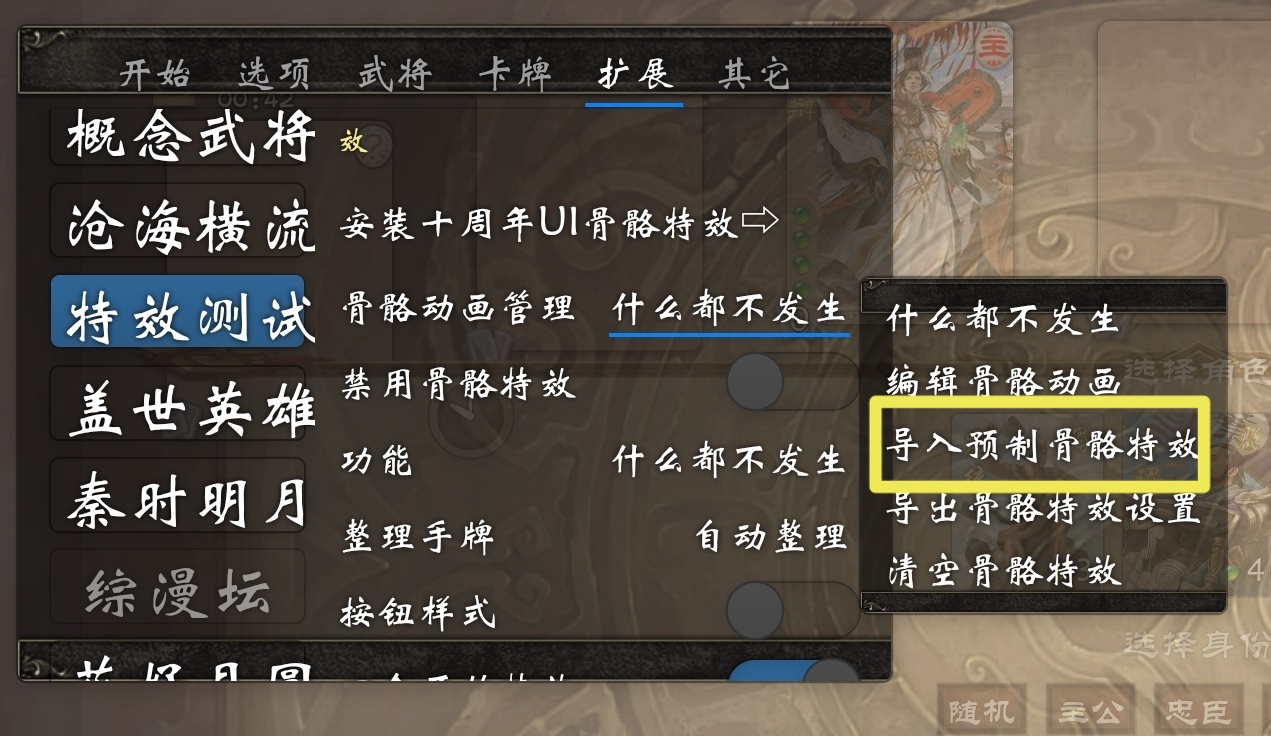 开始 选项 武将 卡牌 扩展 其它
00:42
主
概念武将
效
沧海横流
安装十周年UI骨骼特效⇨
特效测试
骨骼动画管理 什么都不发生
盖世英雄
禁用骨骼特效
功能 什么都不发生
秦时明月
整理手牌 自动整理
综漫坛
按钮样式
什么都不发生
编辑骨骼动画
导入预制骨骼特效
导出骨骼特效设置
清空骨骼特效
选择角色
4
选择身份
随机 主公 忠臣